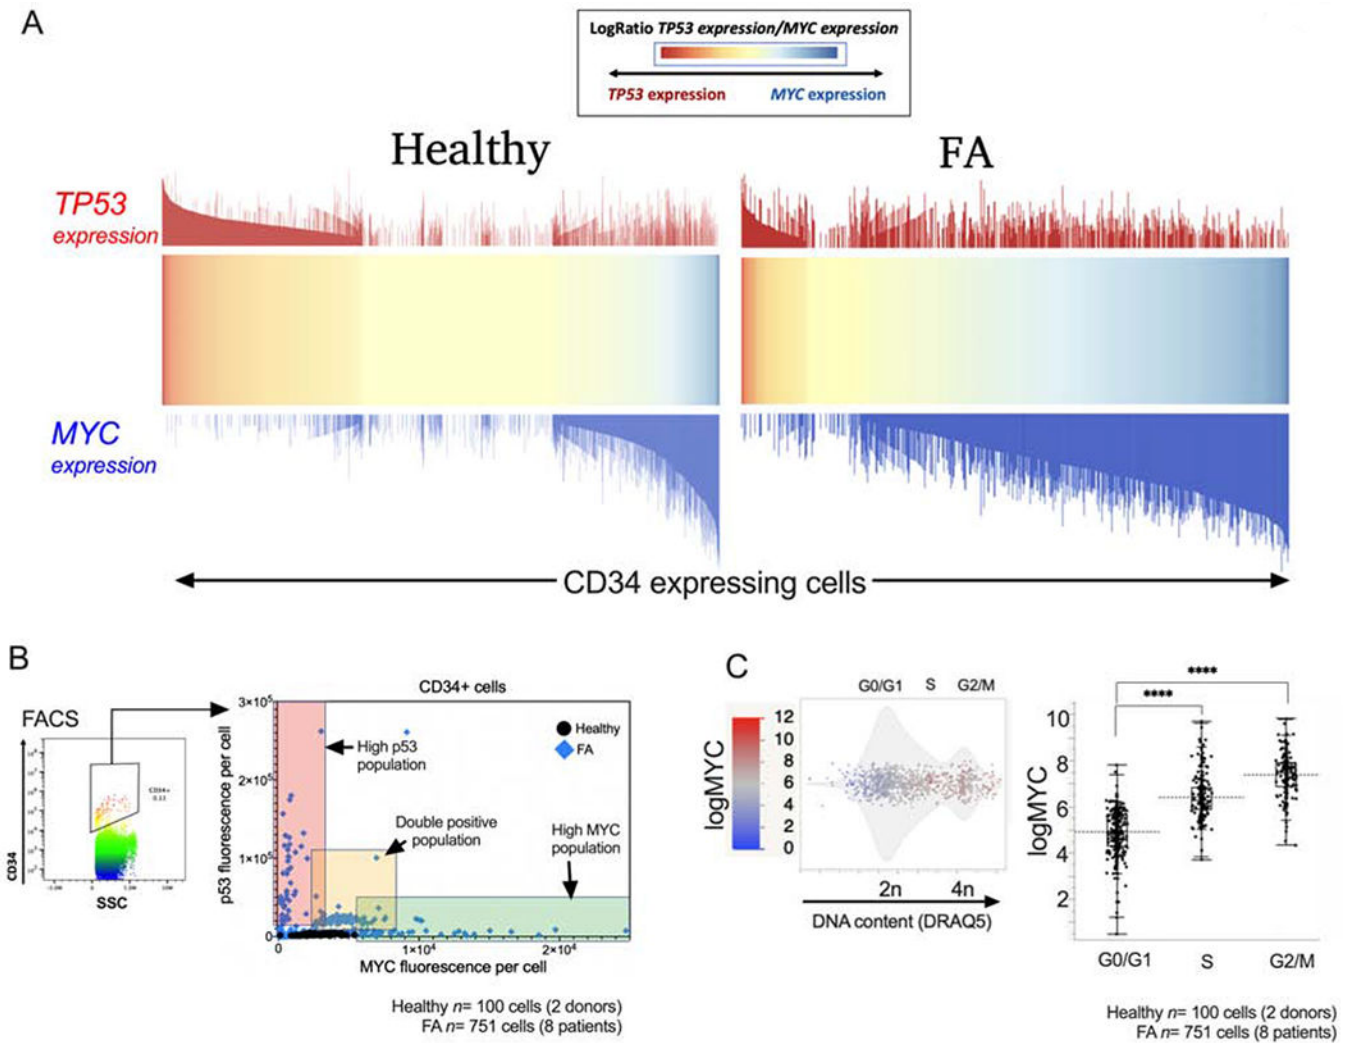 A
LogRatio TP53 expression/MYC expression
TP53 expression
MYC expression
Healthy
FA
TP53
expression
MYC
expression
CD34 expressing cells
B
FACS
CD34
SSC
CD34+
0.11
0
CD34+ cells
p53 fluorescence per cell
3×10⁵
2×10⁵
1×10⁵
0
Healthy
FA
High p53
population
Double positive
population
High MYC
population
0
1×10⁴
2×10⁴
MYC fluorescence per cell
Healthy n= 100 cells (2 donors)
FA n= 751 cells (8 patients)
C
logMYC
12
10
8
6
4
2
0
G0/G1
S
G2/M
2n
4n
DNA content (DRAQ5)
****
****
logMYC
10
8
6
4
2
G0/G1
S
G2/M
Healthy n= 100 cells (2 donors)
FA n= 751 cells (8 patients)